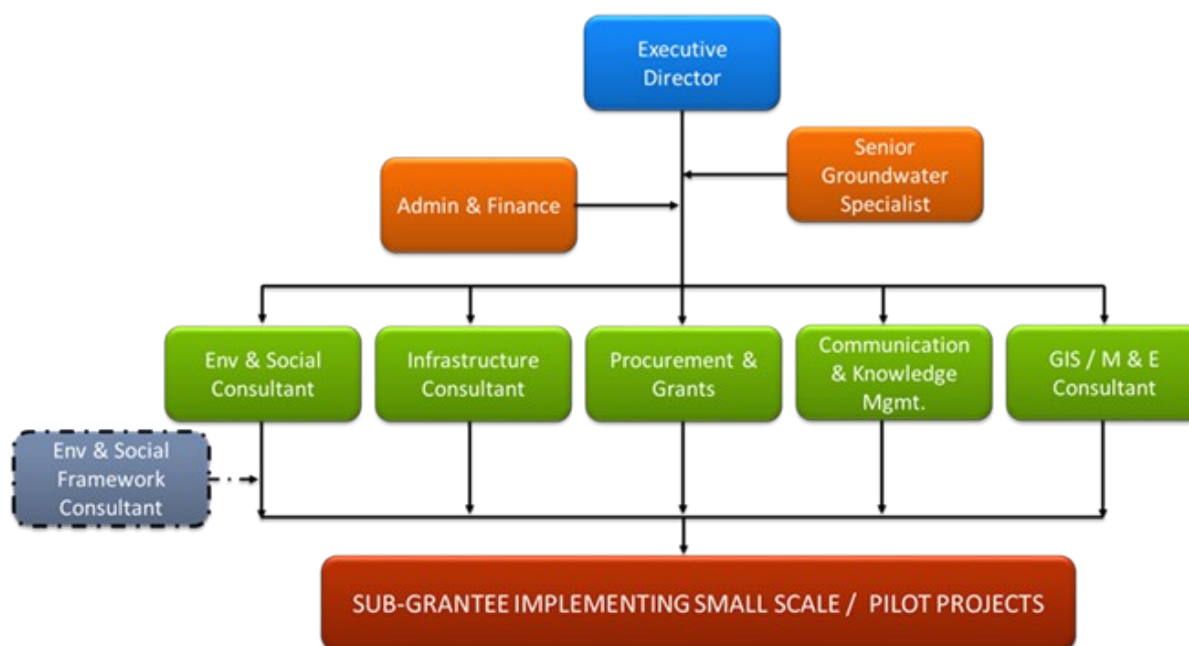 Executive
Director
Senior
Groundwater
Specialist
Admin & Finance
Env & Social
Consultant
Infrastructure
Consultant
Procurement &
Grants
Communication
& Knowledge
Mgmt.
GIS / M & E
Consultant
Env & Social
Framework
Consultant
SUB-GRANTEE IMPLEMENTING SMALL SCALE / PILOT PROJECTS